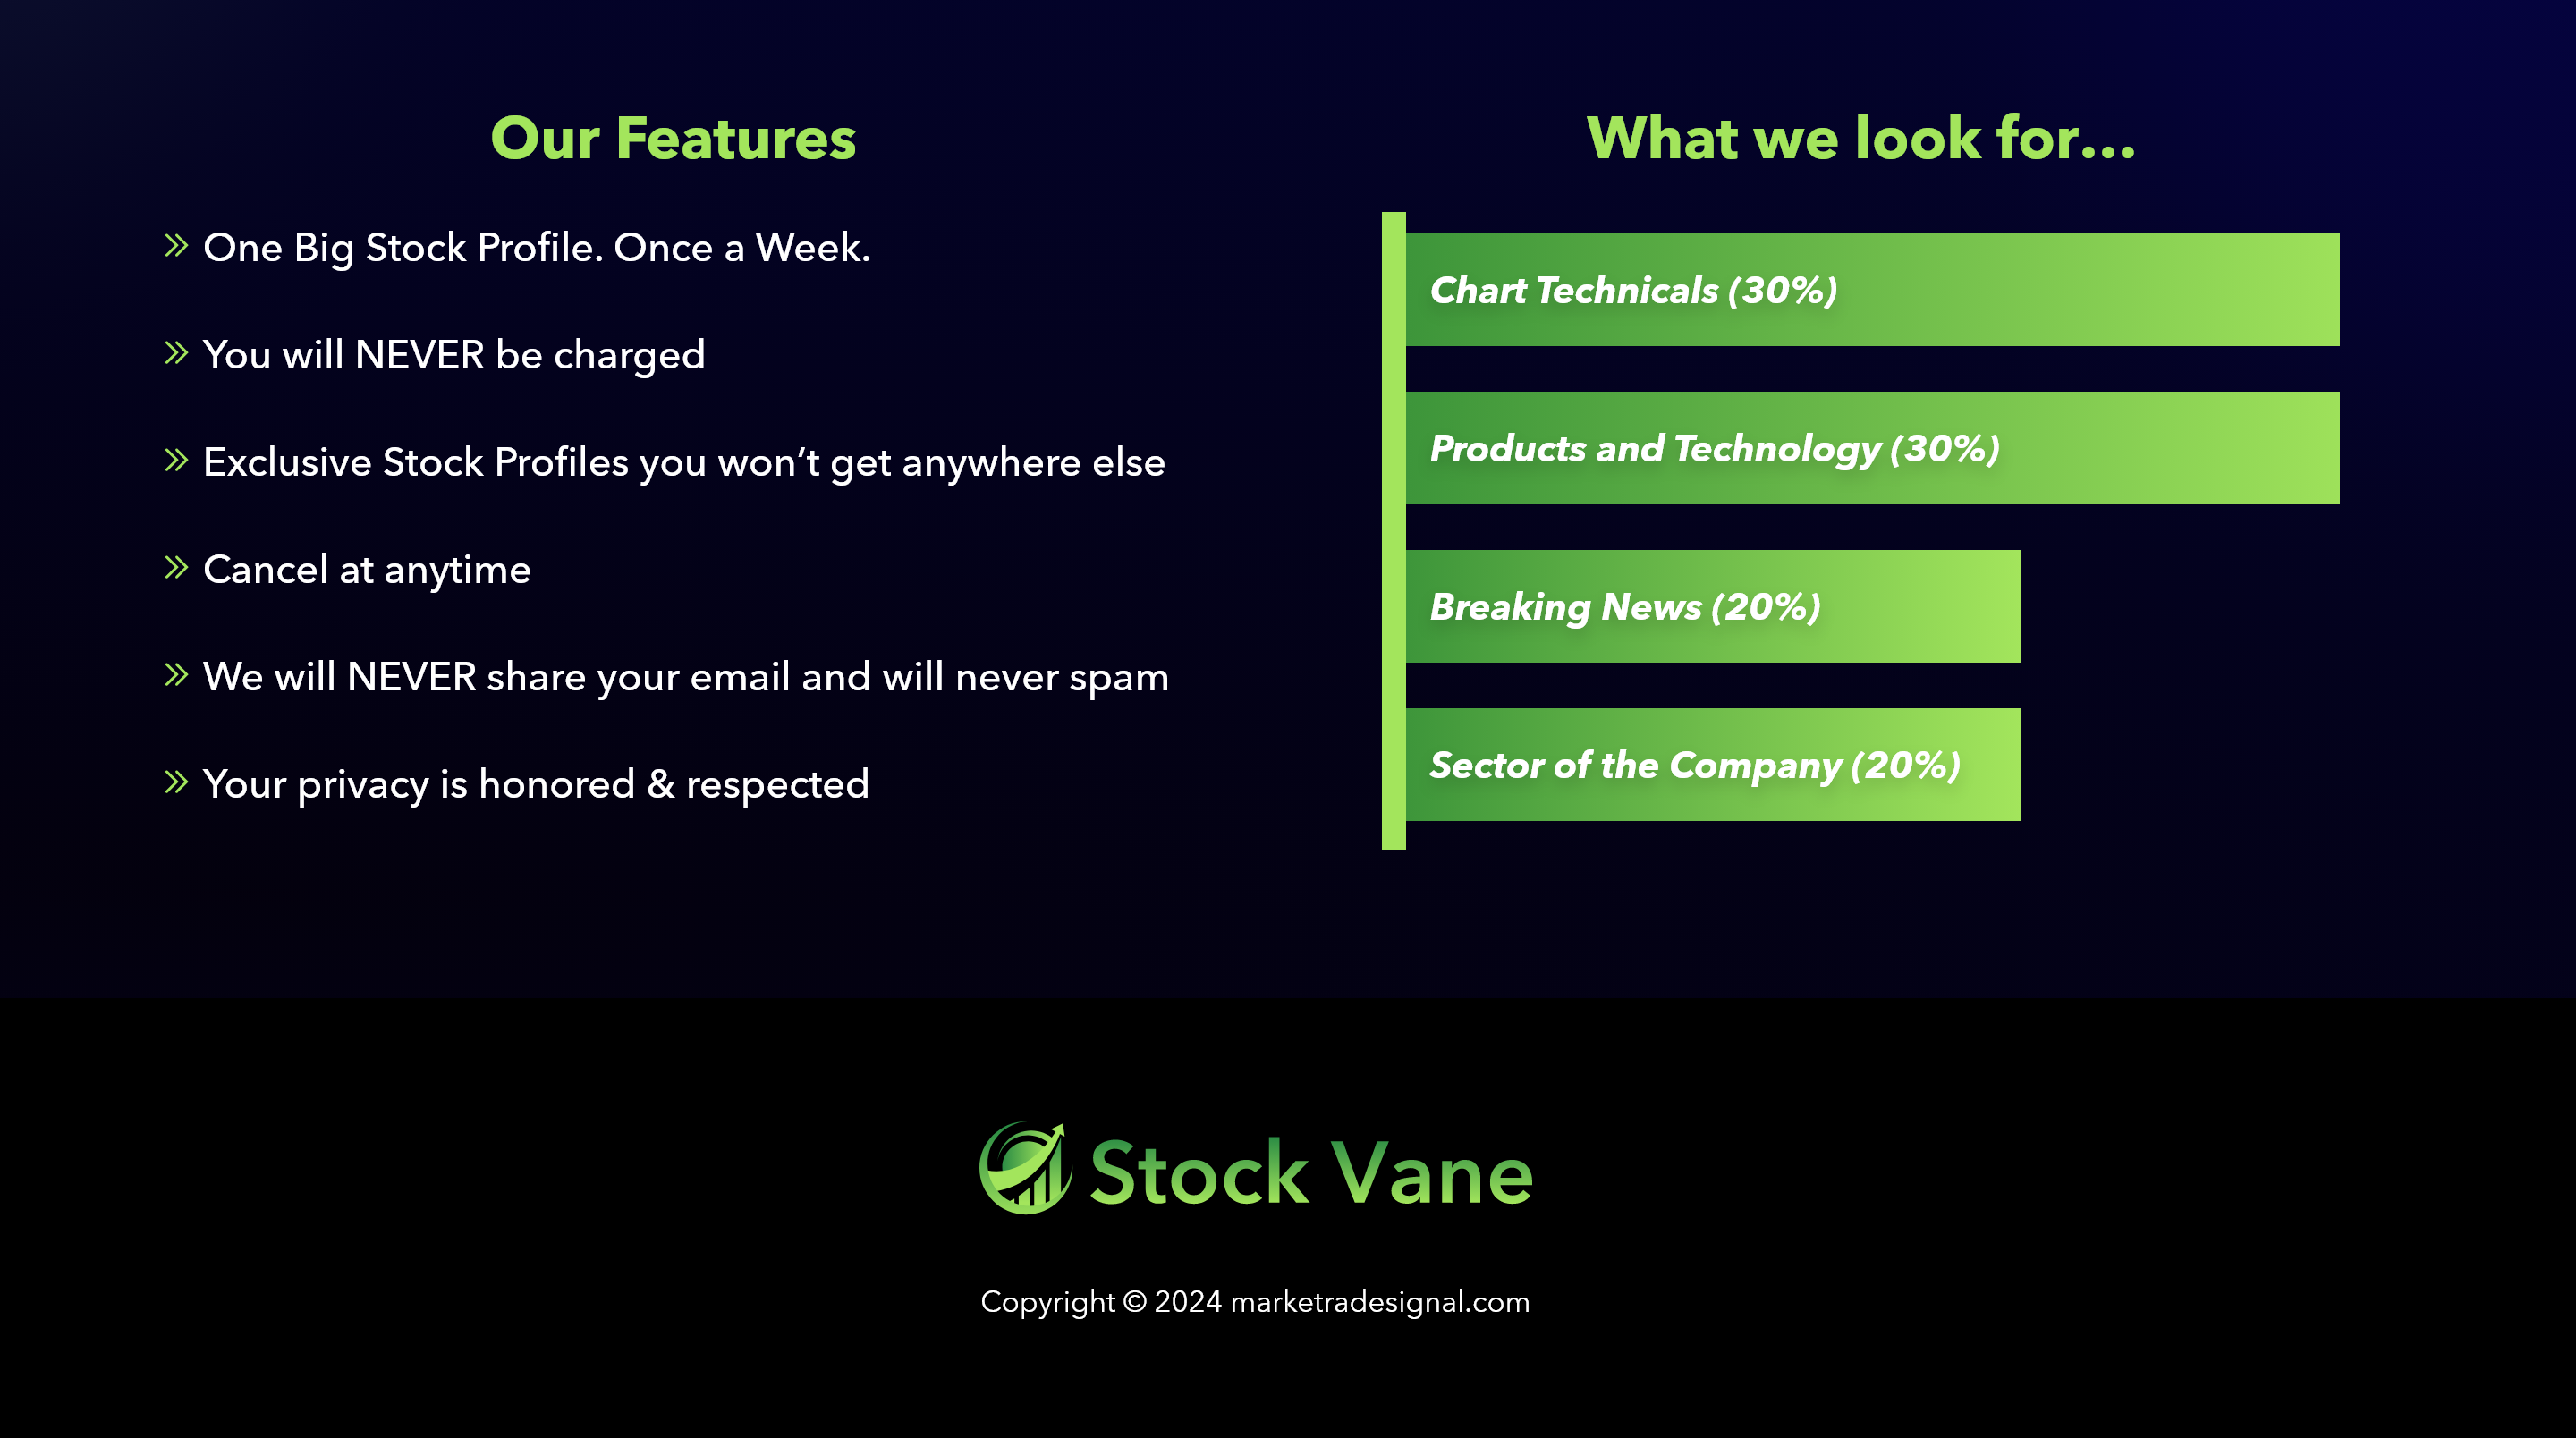 Our Features
One Big Stock Profile. Once a Week.
You will NEVER be charged
Exclusive Stock Profiles you won’t get anywhere else
Cancel at anytime
We will NEVER share your email and will never spam
Your privacy is honored & respected
What we look for...
Chart Technicals (30%)
Products and Technology (30%)
Breaking News (20%)
Sector of the Company (20%)
Stock Vane
Copyright © 2024 marketradesignal.com